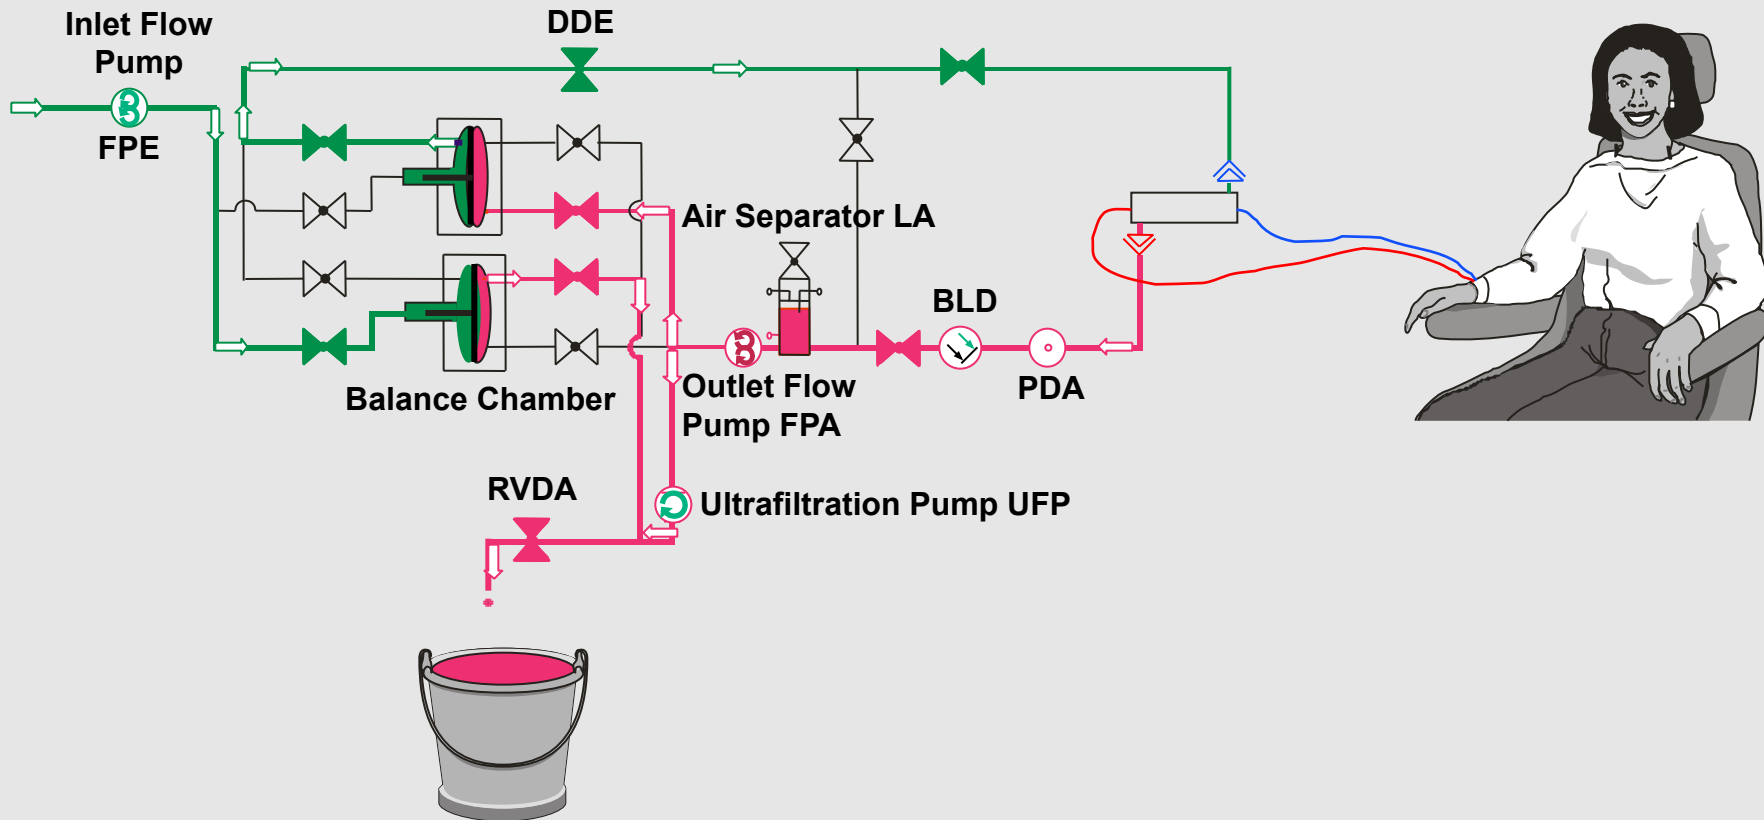 Inlet Flow
Pump
FPE
DDE
Air Separator LA
BLD
PDA
Balance Chamber
Outlet Flow
Pump FPA
RVDA
Ultrafiltration Pump UFP